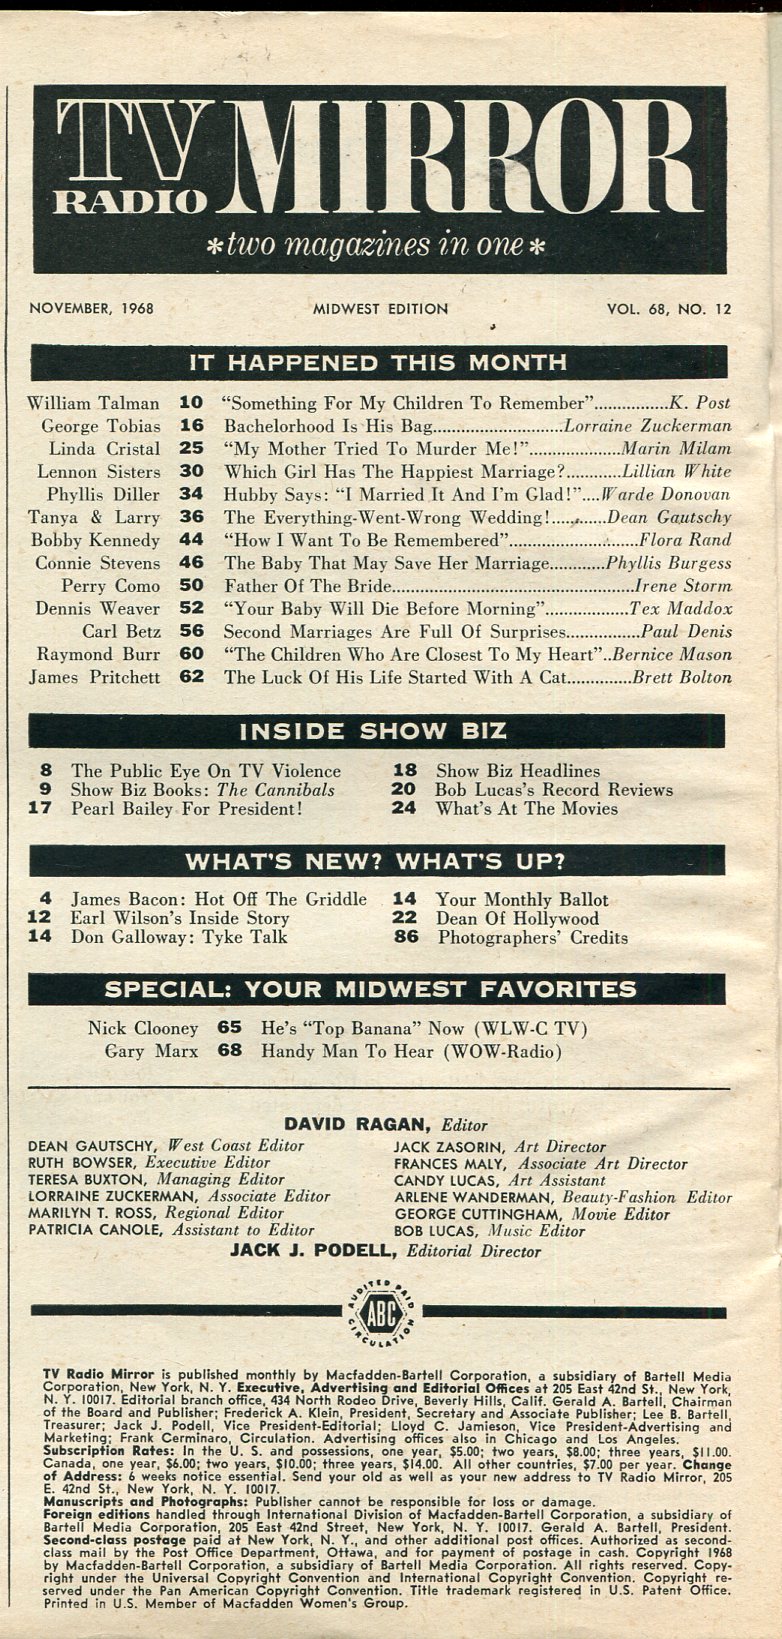 TV RADIO MIRROR
*two magazines in one*
NOVEMBER, 1968 MIDWEST EDITION VOL. 68, NO. 12
IT HAPPENED THIS MONTH
William Talman 10 "Something For My Children To Remember"...............K. Post
George Tobias 16 Bachelorhood Is His Bag..........................Lorraine Zuckerman
Linda Cristal 25 "My Mother Tried To Murder Me!"..................Marin Milam
Lennon Sisters 30 Which Girl Has The Happiest Marriage?...........Lillian White
Phyllis Diller 34 Hubby Says: "I Married It And I'm Glad!"....Warde Donovan
Tanya & Larry 36 The Everything-Went-Wrong Wedding!...........Dean Gautschy
Bobby Kennedy 44 "How I Want To Be Remembered".........................Flora Rand
Connie Stevens 46 The Baby That May Save Her Marriage...........Phyllis Burgess
Perry Como 50 Father Of The Bride................................................Irene Storm
Dennis Weaver 52 "Your Baby Will Die Before Morning".................Tex Maddox
Carl Betz 56 Second Marriages Are Full Of Surprises...............Paul Denis
Raymond Burr 60 "The Children Who Are Closest To My Heart"..Bernice Mason
James Pritchett 62 The Luck Of His Life Started With A Cat.............Brett Bolton
INSIDE SHOW BIZ
8 The Public Eye On TV Violence 18 Show Biz Headlines
9 Show Biz Books: The Cannibals 20 Bob Lucas's Record Reviews
17 Pearl Bailey For President! 24 What's At The Movies
WHAT'S NEW? WHAT'S UP?
4 James Bacon: Hot Off The Griddle 14 Your Monthly Ballot
12 Earl Wilson's Inside Story 22 Dean Of Hollywood
14 Don Galloway: Tyke Talk 86 Photographers' Credits
SPECIAL: YOUR MIDWEST FAVORITES
Nick Clooney 65 He's "Top Banana" Now (WLW-C TV)
Gary Marx 68 Handy Man To Hear (WOW-Radio)
DAVID RAGAN, Editor
DEAN GAUTSCHY, West Coast Editor JACK ZASORIN, Art Director
RUTH BOWSER, Executive Editor FRANCES MALY, Associate Art Director
TERESA BUXTON, Managing Editor CANDY LUCAS, Art Assistant
LORRAINE ZUCKERMAN, Associate Editor ARLENE WANDERMAN, Beauty-Fashion Editor
MARILYN T. ROSS, Regional Editor GEORGE CUTTINGHAM, Movie Editor
PATRICIA CANOLE, Assistant to Editor BOB LUCAS, Music Editor
JACK J. PODELL, Editorial Director
AUDITED PAID
ABC
CIRCULATION
TV Radio Mirror is published monthly by Macfadden-Bartell Corporation, a subsidiary of Bartell Media
Corporation, New York, N. Y. Executive, Advertising and Editorial Offices at 205 East 42nd St., New York,
N. Y. 10017. Editorial branch office, 434 North Rodeo Drive, Beverly Hills, Calif. Gerald A. Bartell, Chairman
of the Board and Publisher; Frederick A. Klein, President, Secretary and Associate Publisher; Lee B. Bartell,
Treasurer; Jack J. Podell, Vice President-Editorial; Lloyd C. Jamieson, Vice President-Advertising and
Marketing; Frank Cerminaro, Circulation. Advertising offices also in Chicago and Los Angeles.
Subscription Rates: In the U. S. and possessions, one year, $5.00; two years, $8.00; three years, $11.00.
Canada, one year, $6.00; two years, $10.00; three years, $14.00. All other countries, $7.00 per year. Change
of Address: 6 weeks notice essential. Send your old as well as your new address to TV Radio Mirror, 205
E. 42nd St., New York, N. Y. 10017.
Manuscripts and Photographs: Publisher cannot be responsible for loss or damage.
Foreign editions handled through International Division of Macfadden-Bartell Corporation, a subsidiary of
Bartell Media Corporation, 205 East 42nd Street, New York, N. Y. 10017. Gerald A. Bartell, President.
Second-class postage paid at New York, N. Y., and other additional post offices. Authorized as second-
class mail by the Post Office Department, Ottawa, and for payment of postage in cash. Copyright 1968
by Macfadden-Bartell Corporation, a subsidiary of Bartell Media Corporation. All rights reserved. Copy-
right under the Universal Copyright Convention and International Copyright Convention. Copyright re-
served under the Pan American Copyright Convention. Title trademark registered in U.S. Patent Office.
Printed in U.S. Member of Macfadden Women's Group.